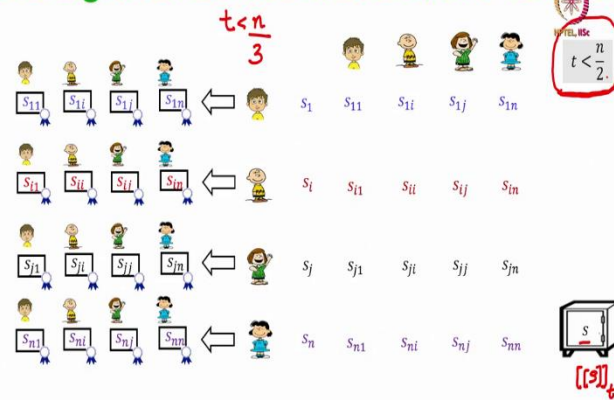 t < n/3
NPTEL, IISc
t < n/2.
S₁₁ S₁ᵢ S₁ⱼ S₁ₙ S₁ S₁₁ S₁ᵢ S₁ⱼ S₁ₙ
Sᵢ₁ Sᵢᵢ Sᵢⱼ Sᵢₙ Sᵢ Sᵢ₁ Sᵢᵢ Sᵢⱼ Sᵢₙ
Sⱼ₁ Sⱼᵢ Sⱼⱼ Sⱼₙ Sⱼ Sⱼ₁ Sⱼᵢ Sⱼⱼ Sⱼₙ
Sₙ₁ Sₙᵢ Sₙⱼ Sₙₙ Sₙ Sₙ₁ Sₙᵢ Sₙⱼ Sₙₙ
S
[[s]]ₜ